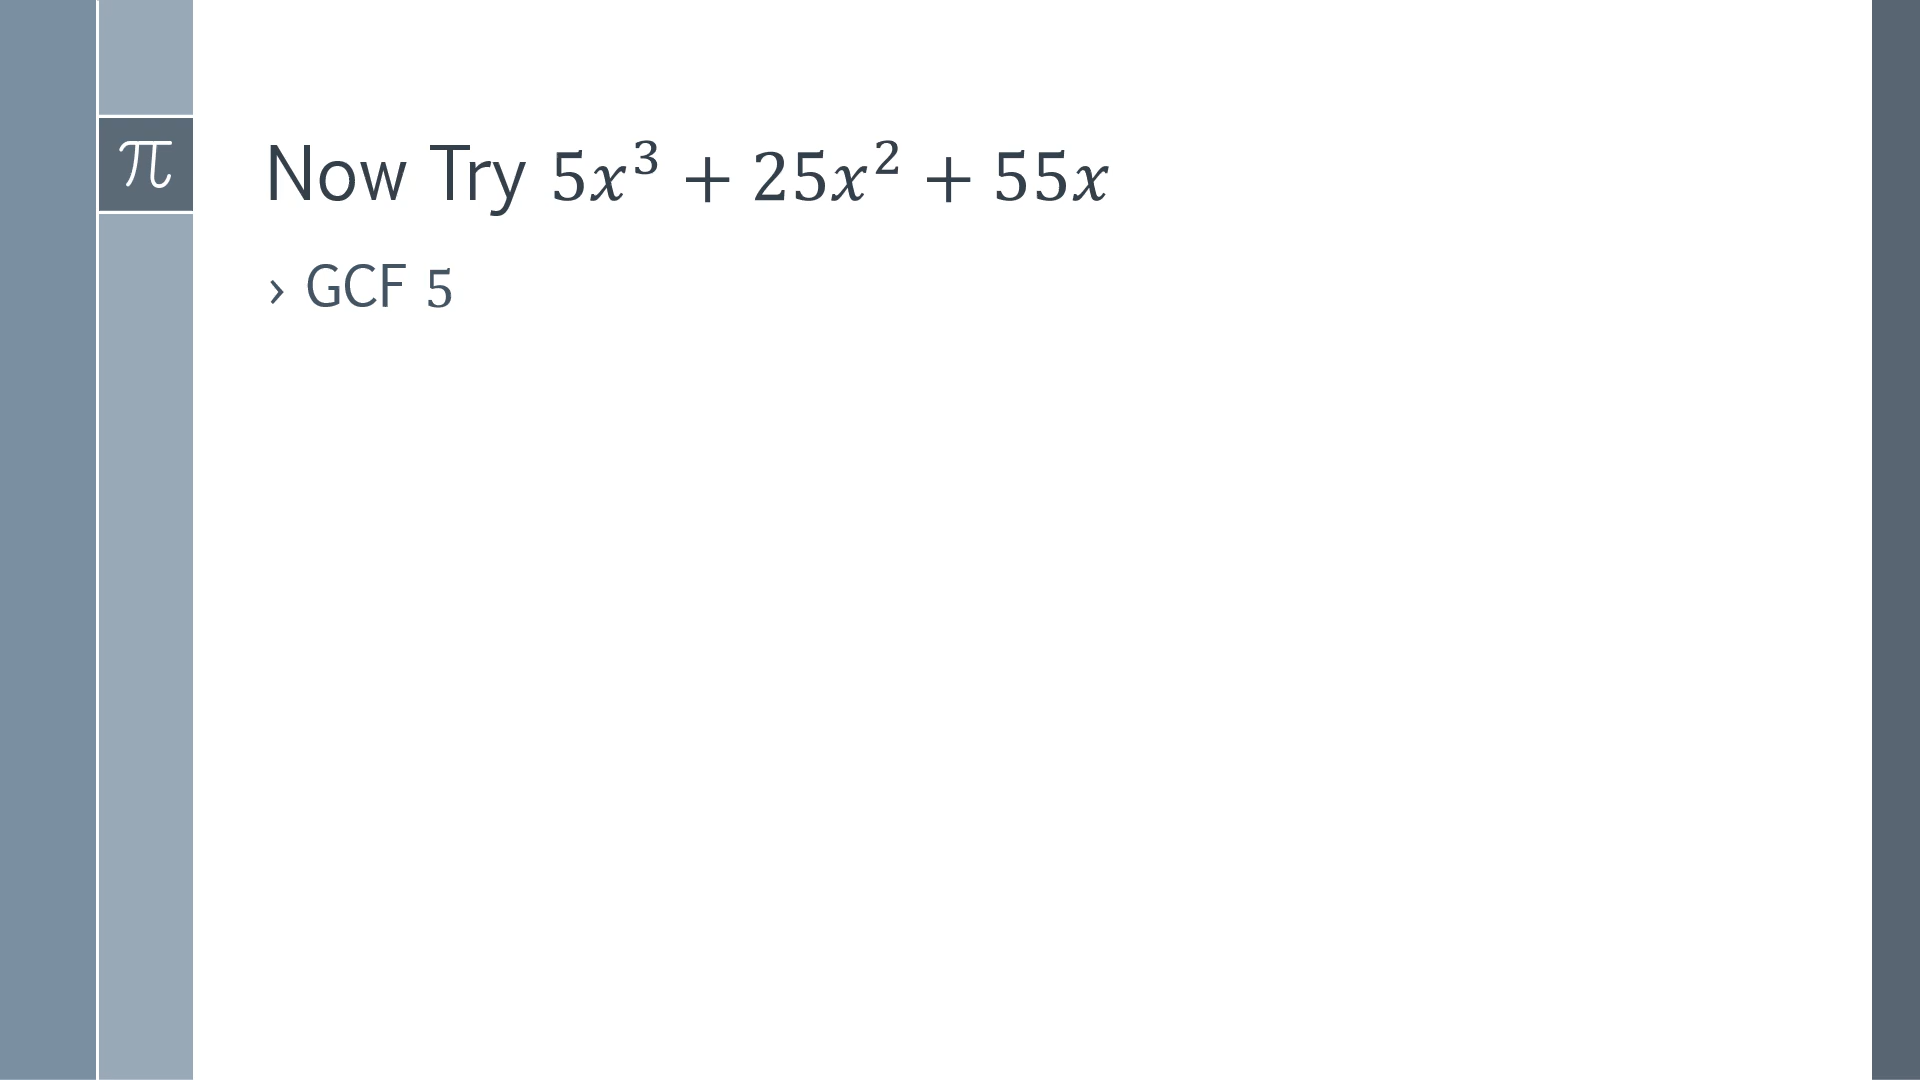 π
Now Try 5x³ + 25x² + 55x
› GCF 5